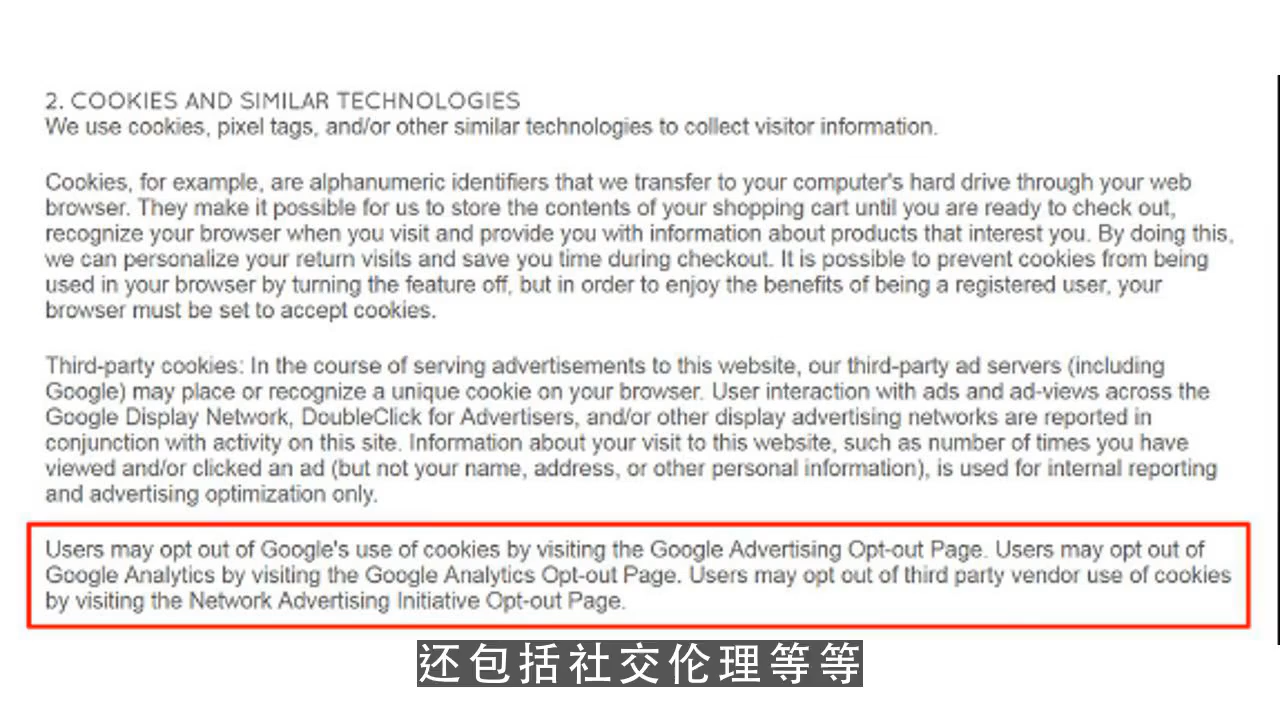 2. COOKIES AND SIMILAR TECHNOLOGIES
We use cookies, pixel tags, and/or other similar technologies to collect visitor information.
Cookies, for example, are alphanumeric identifiers that we transfer to your computer's hard drive through your web
browser. They make it possible for us to store the contents of your shopping cart until you are ready to check out,
recognize your browser when you visit and provide you with information about products that interest you. By doing this,
we can personalize your return visits and save you time during checkout. It is possible to prevent cookies from being
used in your browser by turning the feature off, but in order to enjoy the benefits of being a registered user, your
browser must be set to accept cookies.
Third-party cookies: In the course of serving advertisements to this website, our third-party ad servers (including
Google) may place or recognize a unique cookie on your browser. User interaction with ads and ad-views across the
Google Display Network, DoubleClick for Advertisers, and/or other display advertising networks are reported in
conjunction with activity on this site. Information about your visit to this website, such as number of times you have
viewed and/or clicked an ad (but not your name, address, or other personal information), is used for internal reporting
and advertising optimization only.
Users may opt out of Google's use of cookies by visiting the Google Advertising Opt-out Page. Users may opt out of
Google Analytics by visiting the Google Analytics Opt-out Page. Users may opt out of third party vendor use of cookies
by visiting the Network Advertising Initiative Opt-out Page.
还包括社交伦理等等